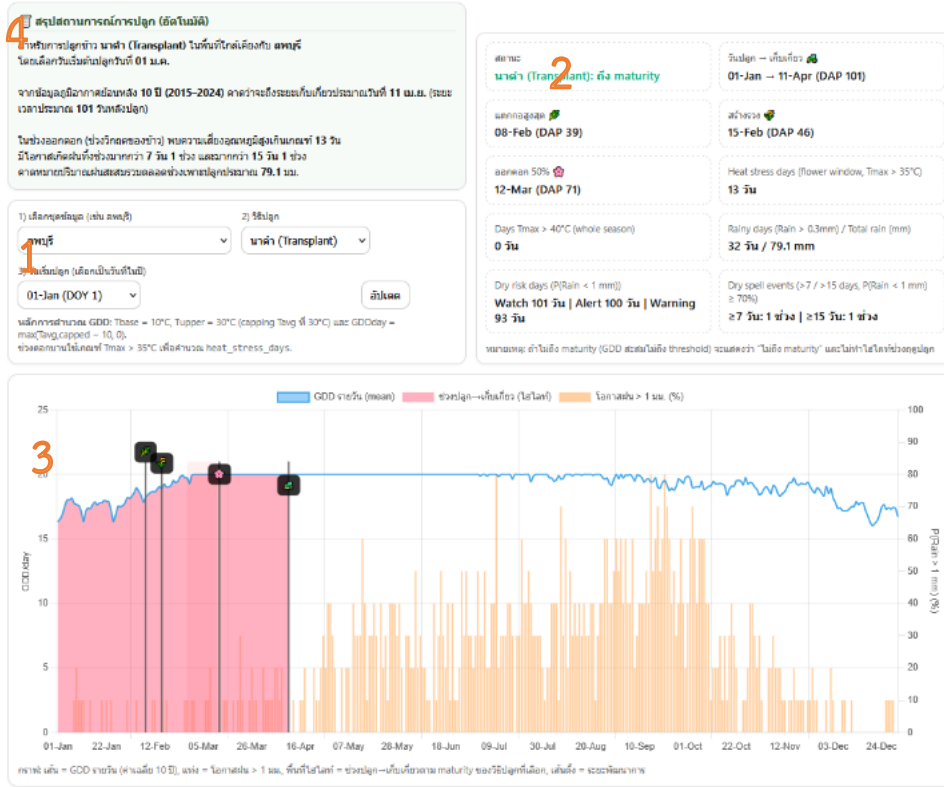 4
สรุปสถานการณ์การปลูก (อัตโนมัติ)
สำหรับการปลูกข้าว นาดำ (Transplant) ในพื้นที่ใกล้เคียงกับ ลพบุรี
โดยเลือกวันเริ่มต้นปลูกวันที่ 01 ม.ค.
จากข้อมูลภูมิอากาศย้อนหลัง 10 ปี (2015–2024) คาดว่าจะถึงระยะเก็บเกี่ยวประมาณวันที่ 11 เม.ย. (ระยะ
เวลาประมาณ 101 วันหลังปลูก)
ในช่วงออกดอก (ช่วงวิกฤตของข้าว) พบความเสี่ยงอุณหภูมิสูงเกินเกณฑ์ 13 วัน
มีโอกาสเกิดฝนทิ้งช่วงมากกว่า 7 วัน 1 ช่วง และมากกว่า 15 วัน 1 ช่วง
คาดหมายปริมาณฝนสะสมรวมตลอดช่วงเพาะปลูกประมาณ 79.1 มม.
1
1) เลือกชุดข้อมูล (เช่น ลพบุรี)
2) วิธีปลูก
ลพบุรี
นาดำ (Transplant)
3) วันเริ่มปลูก (เลือกเป็นวันที่ในปี)
01-Jan (DOY 1)
อัปเดต
หลักการคำนวณ GDD: Tbase = 10°C, Tupper = 30°C (capping Tavg ที่ 30°C) และ GDDday =
max(Tavg,capped − 10, 0).
ช่วงดอกบานใช้เกณฑ์ Tmax > 35°C เพื่อคำนวณ heat_stress_days.
2
สถานะ
นาดำ (Transplant): ถึง maturity
วันปลูก → เก็บเกี่ยว
01-Jan → 11-Apr (DAP 101)
แตกกอสูงสุด
08-Feb (DAP 39)
สร้างรวง
15-Feb (DAP 46)
ออกดอก 50%
12-Mar (DAP 71)
Heat stress days (flower window, Tmax > 35°C)
13 วัน
Days Tmax > 40°C (whole season)
0 วัน
Rainy days (Rain > 0.3mm) / Total rain (mm)
32 วัน / 79.1 mm
Dry risk days (P(Rain < 1 mm))
Watch 101 วัน | Alert 100 วัน | Warning
93 วัน
Dry spell events (>7 / >15 days, P(Rain < 1 mm)
≥ 70%)
≥7 วัน: 1 ช่วง | ≥15 วัน: 1 ช่วง
หมายเหตุ: ถ้าไม่ถึง maturity (GDD สะสมไม่ถึง threshold) จะแสดงว่า "ไม่ถึง maturity" และไม่ทำไฮไลท์ช่วงฤดูปลูก
3
GDD รายวัน (mean) ช่วงปลูก→เก็บเกี่ยว (ไฮไลท์) โอกาสฝน > 1 มม. (%)
25
20
15
10
5
0
GDD/day
100
90
80
70
60
50
40
30
20
10
0
P(Rain > 1 mm) (%)
01-Jan 22-Jan 12-Feb 05-Mar 26-Mar 16-Apr 07-May 28-May 18-Jun 09-Jul 30-Jul 20-Aug 10-Sep 01-Oct 22-Oct 12-Nov 03-Dec 24-Dec
กราฟ: เส้น = GDD รายวัน (ค่าเฉลี่ย 10 ปี), แท่ง = โอกาสฝน > 1 มม., พื้นที่ไฮไลท์ = ช่วงปลูก→เก็บเกี่ยวตาม maturity ของวิธีปลูกที่เลือก, เส้นตั้ง = ระยะพัฒนาการ